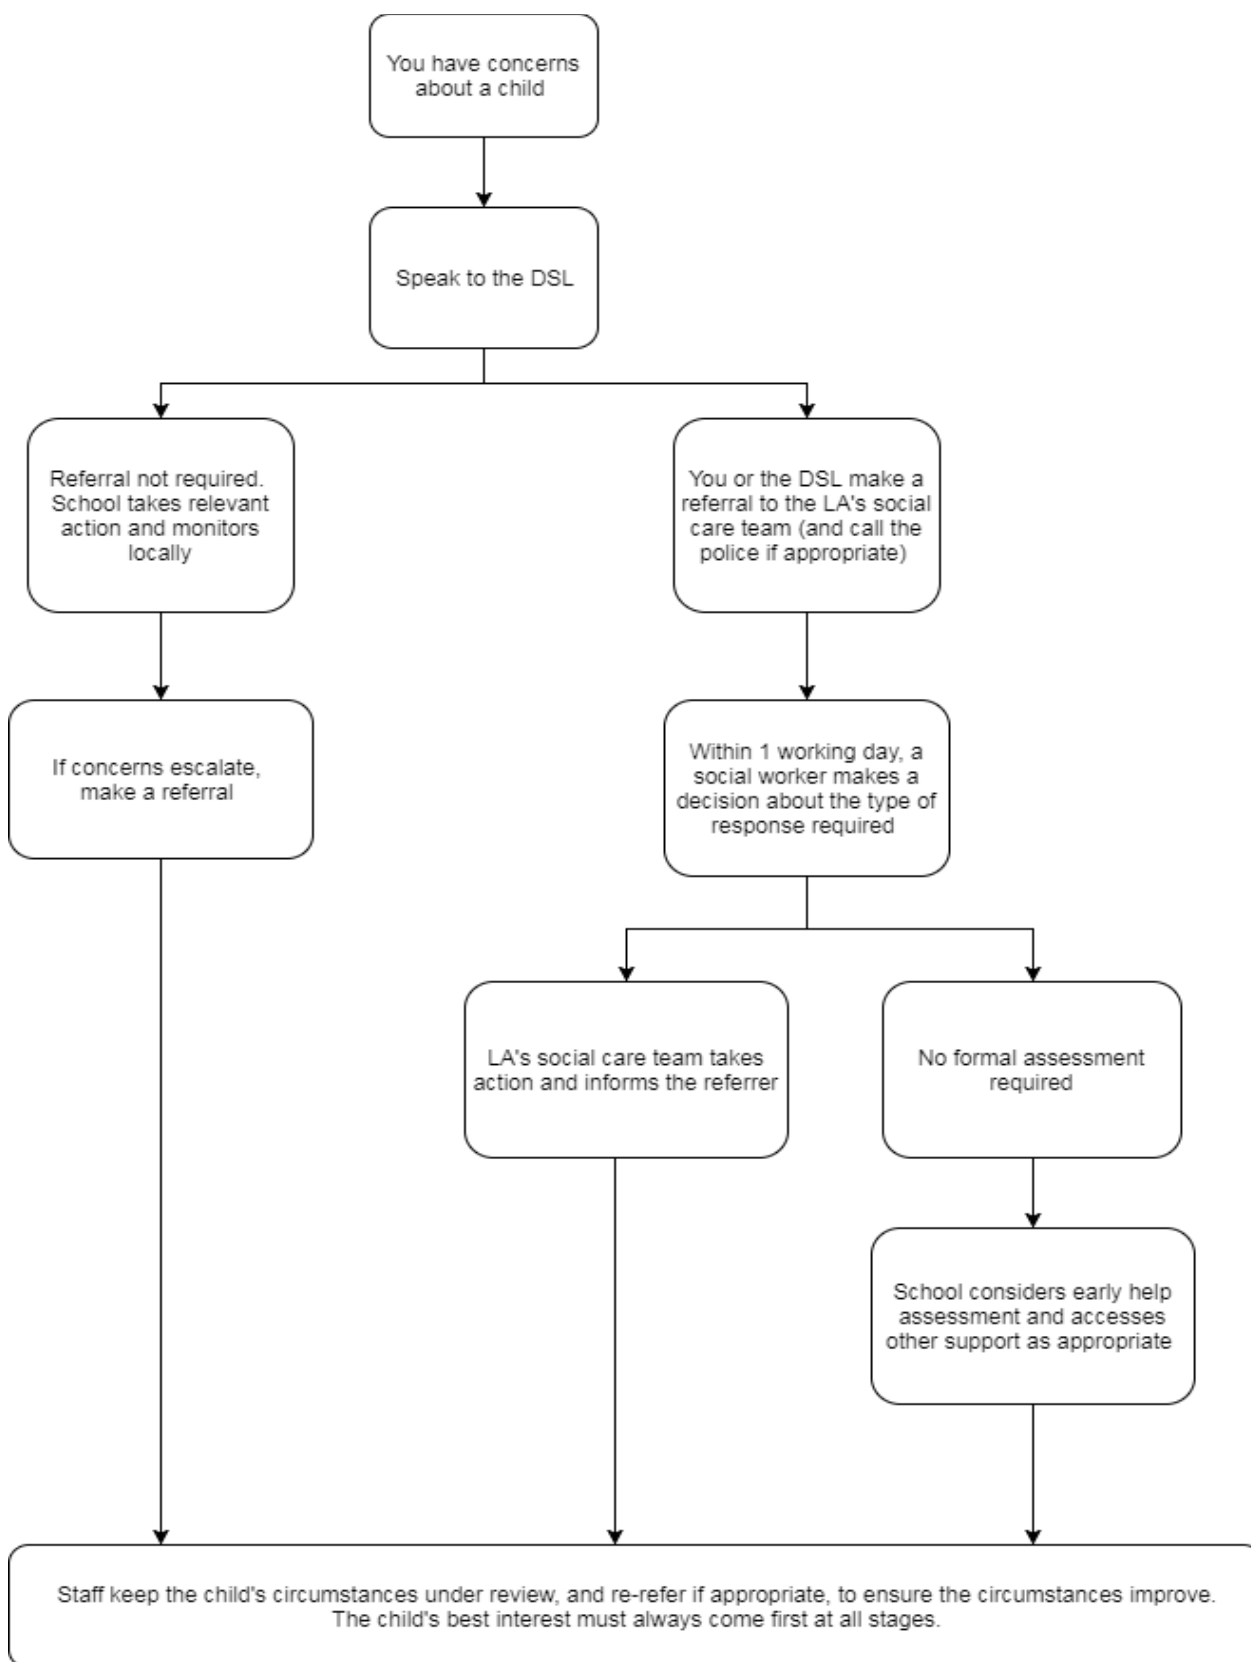 You have concerns
about a child
Speak to the DSL
Referral not required.
School takes relevant
action and monitors
locally
You or the DSL make a
referral to the LA's social
care team (and call the
police if appropriate)
If concerns escalate,
make a referral
Within 1 working day, a
social worker makes a
decision about the type of
response required
LA's social care team takes
action and informs the referrer
No formal assessment
required
School considers early help
assessment and accesses
other support as appropriate
Staff keep the child's circumstances under review, and re-refer if appropriate, to ensure the circumstances improve.
The child's best interest must always come first at all stages.